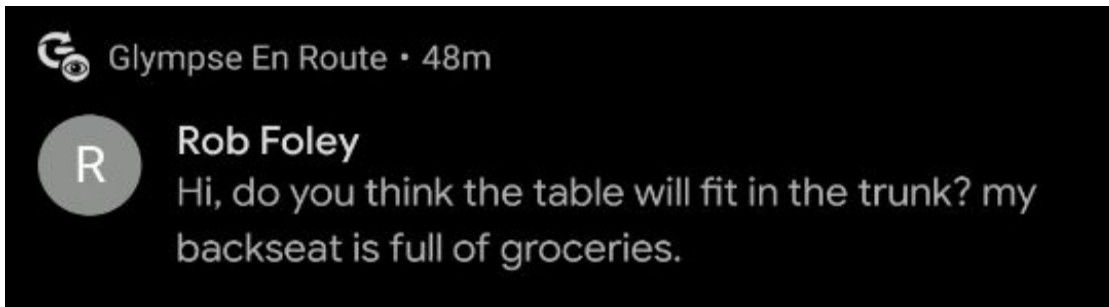 Glympse En Route • 48m
R
Rob Foley
Hi, do you think the table will fit in the trunk? my
backseat is full of groceries.